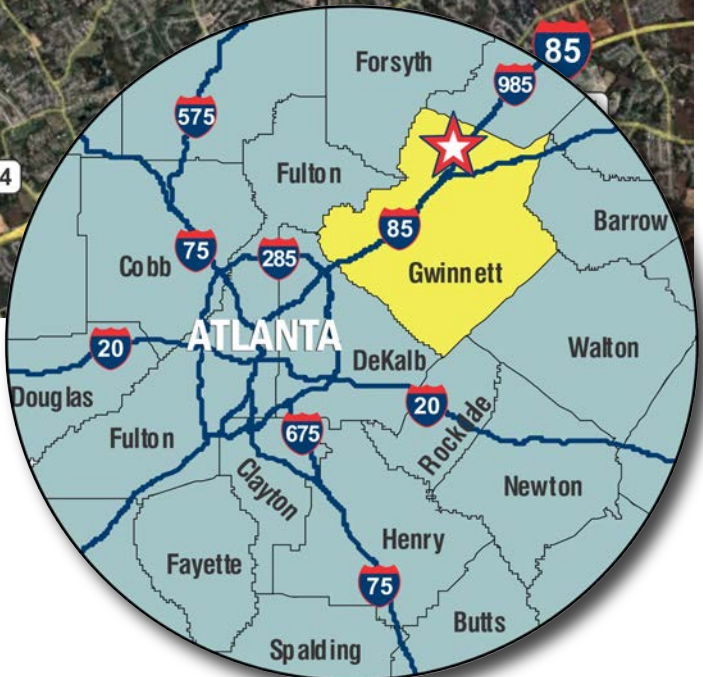 Forsyth
85
985
575
4
Fulton
Barrow
85
75
285
Cobb
Gwinnett
ATLANTA
20
DeKalb
Walton
Douglas
20
Rockdale
Fulton
675
Clayton
Newton
Henry
Fayette
75
Butts
Spalding